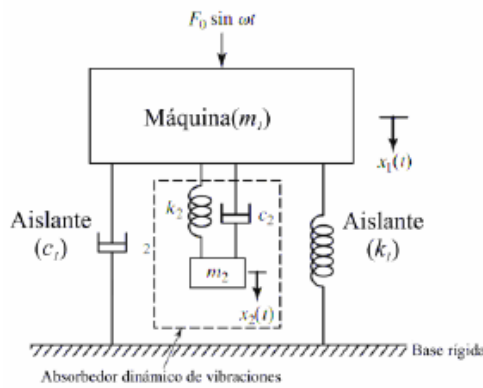 F₀ sin ωt
Máquina(m₁)
x₁(t)
k₂
c₂
Aislante
(c₁)
2
Aislante
(k₁)
m₂
x₂(t)
Base rígida
Absorbedor dinámico de vibraciones